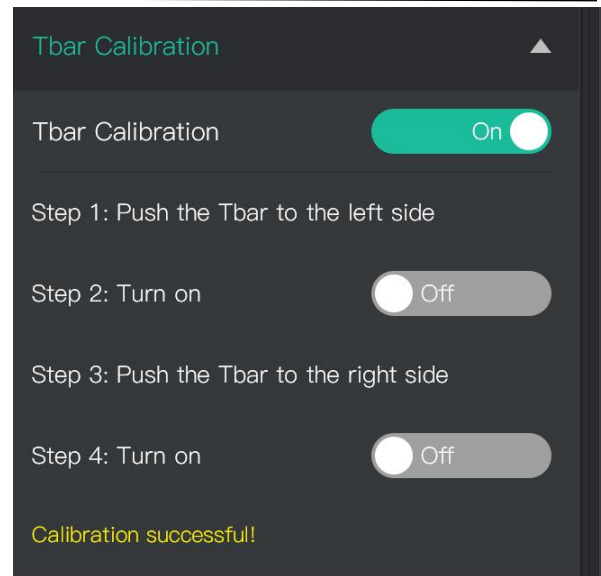 Tbar Calibration
Tbar Calibration On
Step 1: Push the Tbar to the left side
Step 2: Turn on Off
Step 3: Push the Tbar to the right side
Step 4: Turn on Off
Calibration successful!